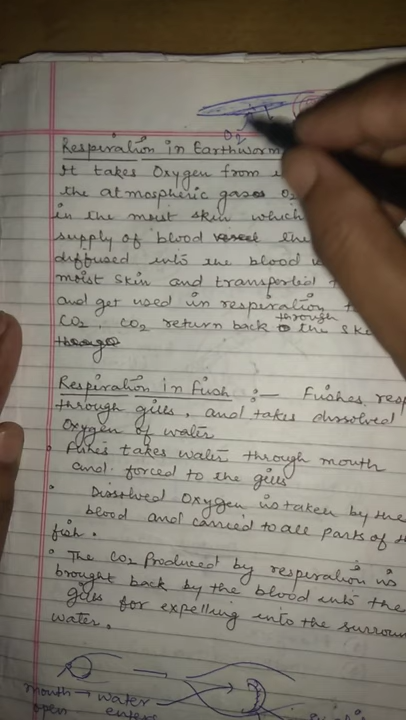 O2
Respiration in Earthworm
It takes Oxygen from
the atmospheric gases O2
in the moist skin which
supply of blood the
diffused into the blood
moist skin and transported
and get used in respiration
through
CO2, CO2 return back to the
Respiration in Fish :- Fishes resp
through gills, and takes dissolved
Oxygen of water
• fishes takes water through mouth
and forced to the gills
• Dissolved Oxygen is taken by the
blood and carried to all parts of
fish.
• The CO2 produced by respiration is
brought back by the blood into the
gills for expelling into the surroun
water.
mouth → water
open enters